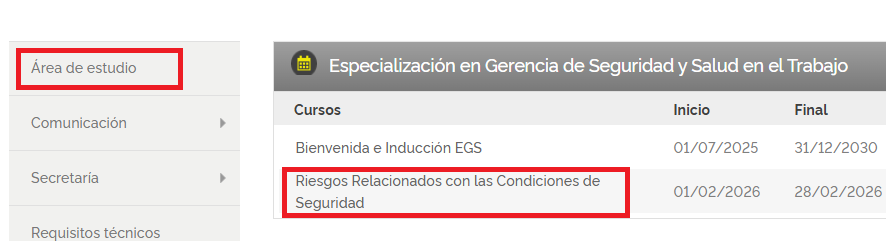 Área de estudio
Comunicación
Secretaría
Requisitos técnicos
Especialización en Gerencia de Seguridad y Salud en el Trabajo
Cursos Inicio Final
Bienvenida e Inducción EGS 01/07/2025 31/12/2030
Riesgos Relacionados con las Condiciones de
Seguridad 01/02/2026 28/02/2026